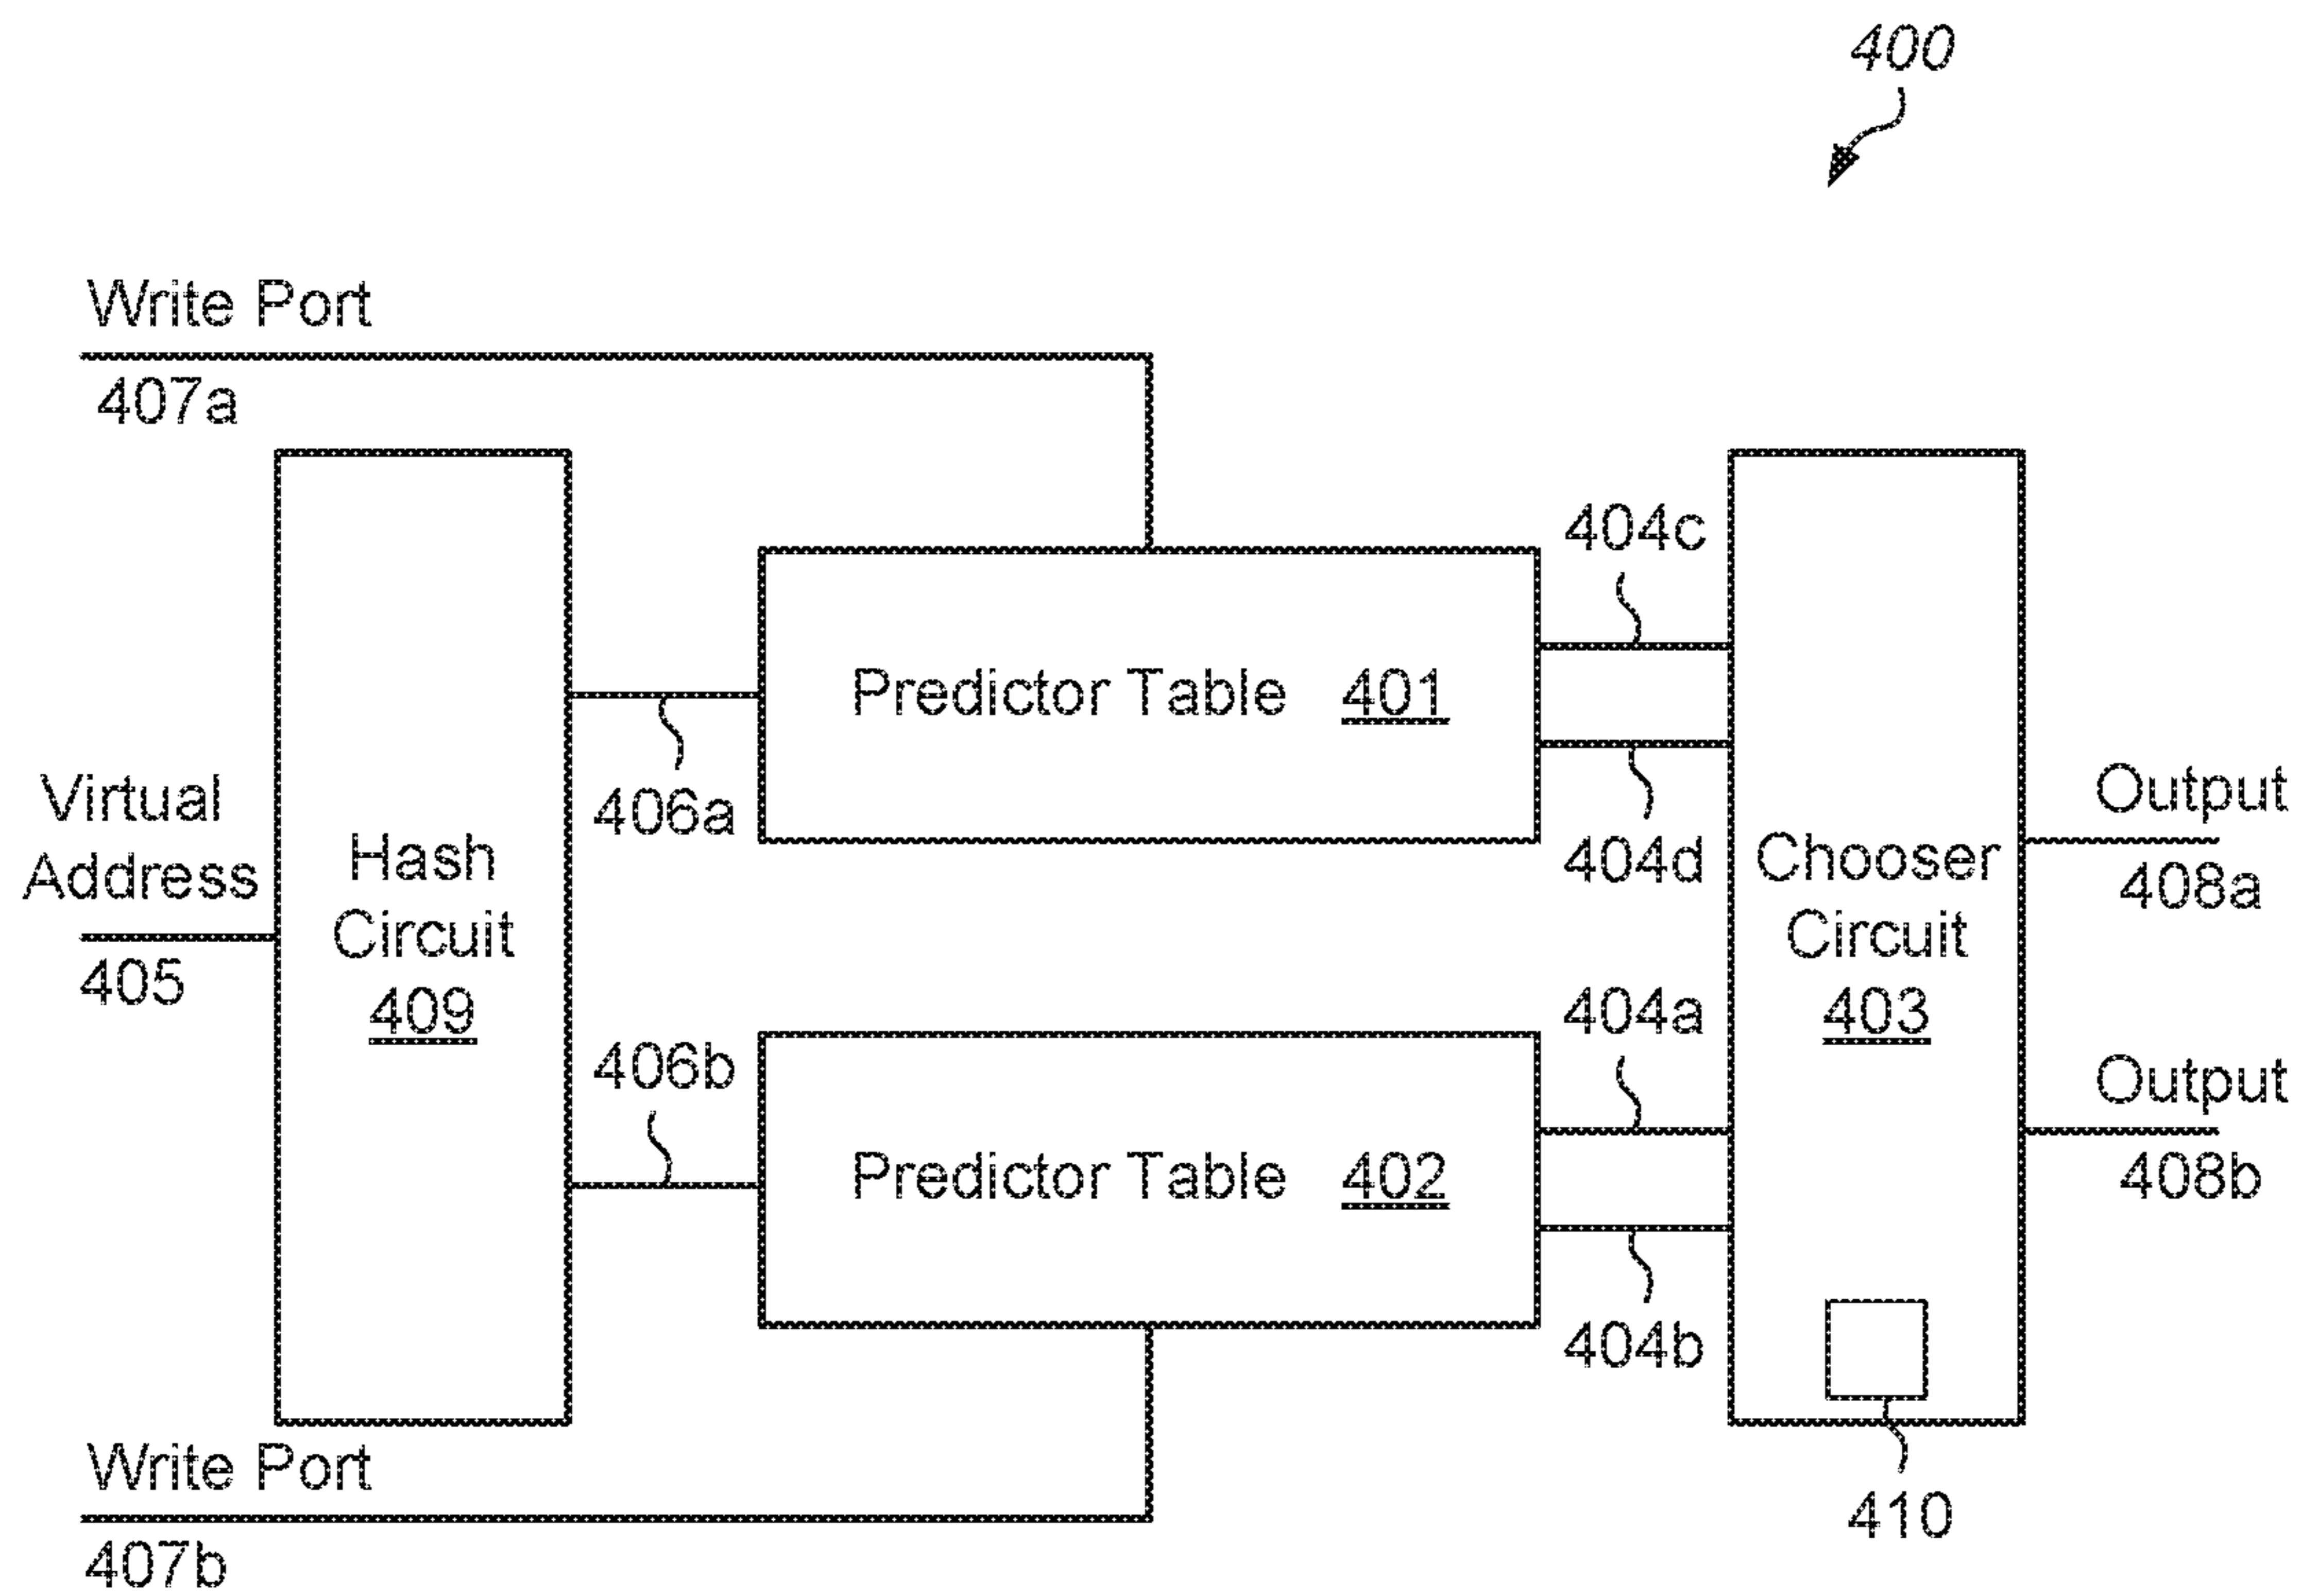 400
Write Port
407a
404c
Predictor Table 401
406a
404d
Virtual
Address
405
Hash
Circuit
409
Chooser
Circuit
403
Output
408a
404a
406b
Predictor Table 402
Output
408b
404b
Write Port
407b
410